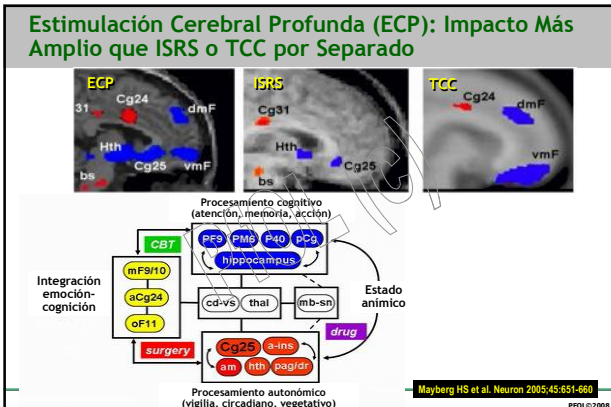 Estimulación Cerebral Profunda (ECP): Impacto Más
Amplio que ISRS o TCC por Separado
ECP
31
Cg24
dmF
Hth
Cg25
vmF
bs
ISRS
Cg31
Hth
Cg25
bs
TCC
Cg24
dmF
vmF
Procesamiento cognitivo
(atención, memoria, acción)
PF9 PM6 P40 pCg
hippocampus
CBT
Integración
emoción-
cognición
mF9/10
aCg24
oF11
cd-vs thal mb-sn
Estado
anímico
drug
surgery
Cg25 a-ins
am hth pag/dr
Procesamiento autonómico
(vigilia, circadiano, vegetativo)
Mayberg HS et al. Neuron 2005;45:651-660